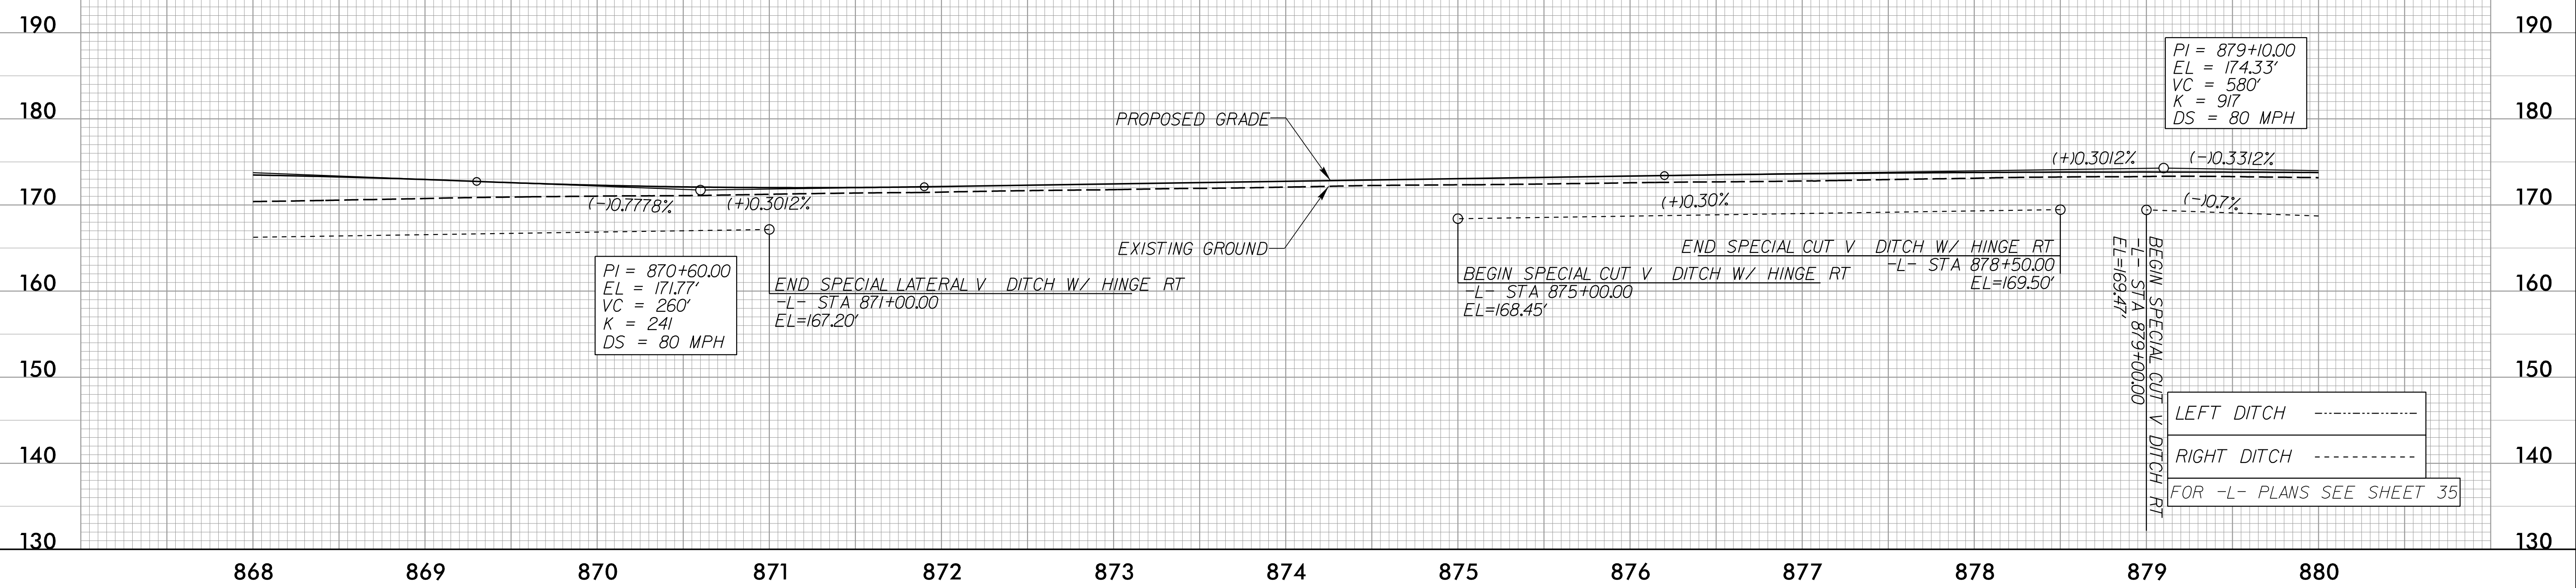 190
190
180
180
170
170
160
160
150
150
140
140
130
130
PI = 879+10.00
EL = 174.33'
VC = 580'
K = 917
DS = 80 MPH
PROPOSED GRADE
(+)0.3012%
(-)0.3312%
(-)0.7778%
(+)0.3012%
(+)0.30%
(-)0.7%
EXISTING GROUND
PI = 870+60.00
EL = 171.77'
VC = 260'
K = 241
DS = 80 MPH
END SPECIAL LATERAL V DITCH W/ HINGE RT
-L- STA 871+00.00
EL=167.20'
BEGIN SPECIAL CUT V DITCH W/ HINGE RT
-L- STA 875+00.00
EL=168.45'
END SPECIAL CUT V DITCH W/ HINGE RT
-L- STA 878+50.00
EL=169.50'
BEGIN SPECIAL CUT V DITCH RT
-L- STA 879+00.00
EL=169.47'
LEFT DITCH
RIGHT DITCH
FOR -L- PLANS SEE SHEET 35
868
869
870
871
872
873
874
875
876
877
878
879
880